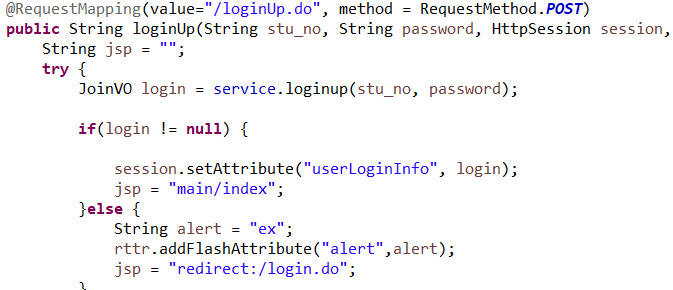 @RequestMapping(value="/loginUp.do", method = RequestMethod.POST)
public String loginUp(String stu_no, String password, HttpSession session,
String jsp = "";
try {
JoinVO login = service.loginup(stu_no, password);
if(login != null) {
session.setAttribute("userLoginInfo", login);
jsp = "main/index";
}else {
String alert = "ex";
rttr.addFlashAttribute("alert",alert);
jsp = "redirect:/login.do";
}